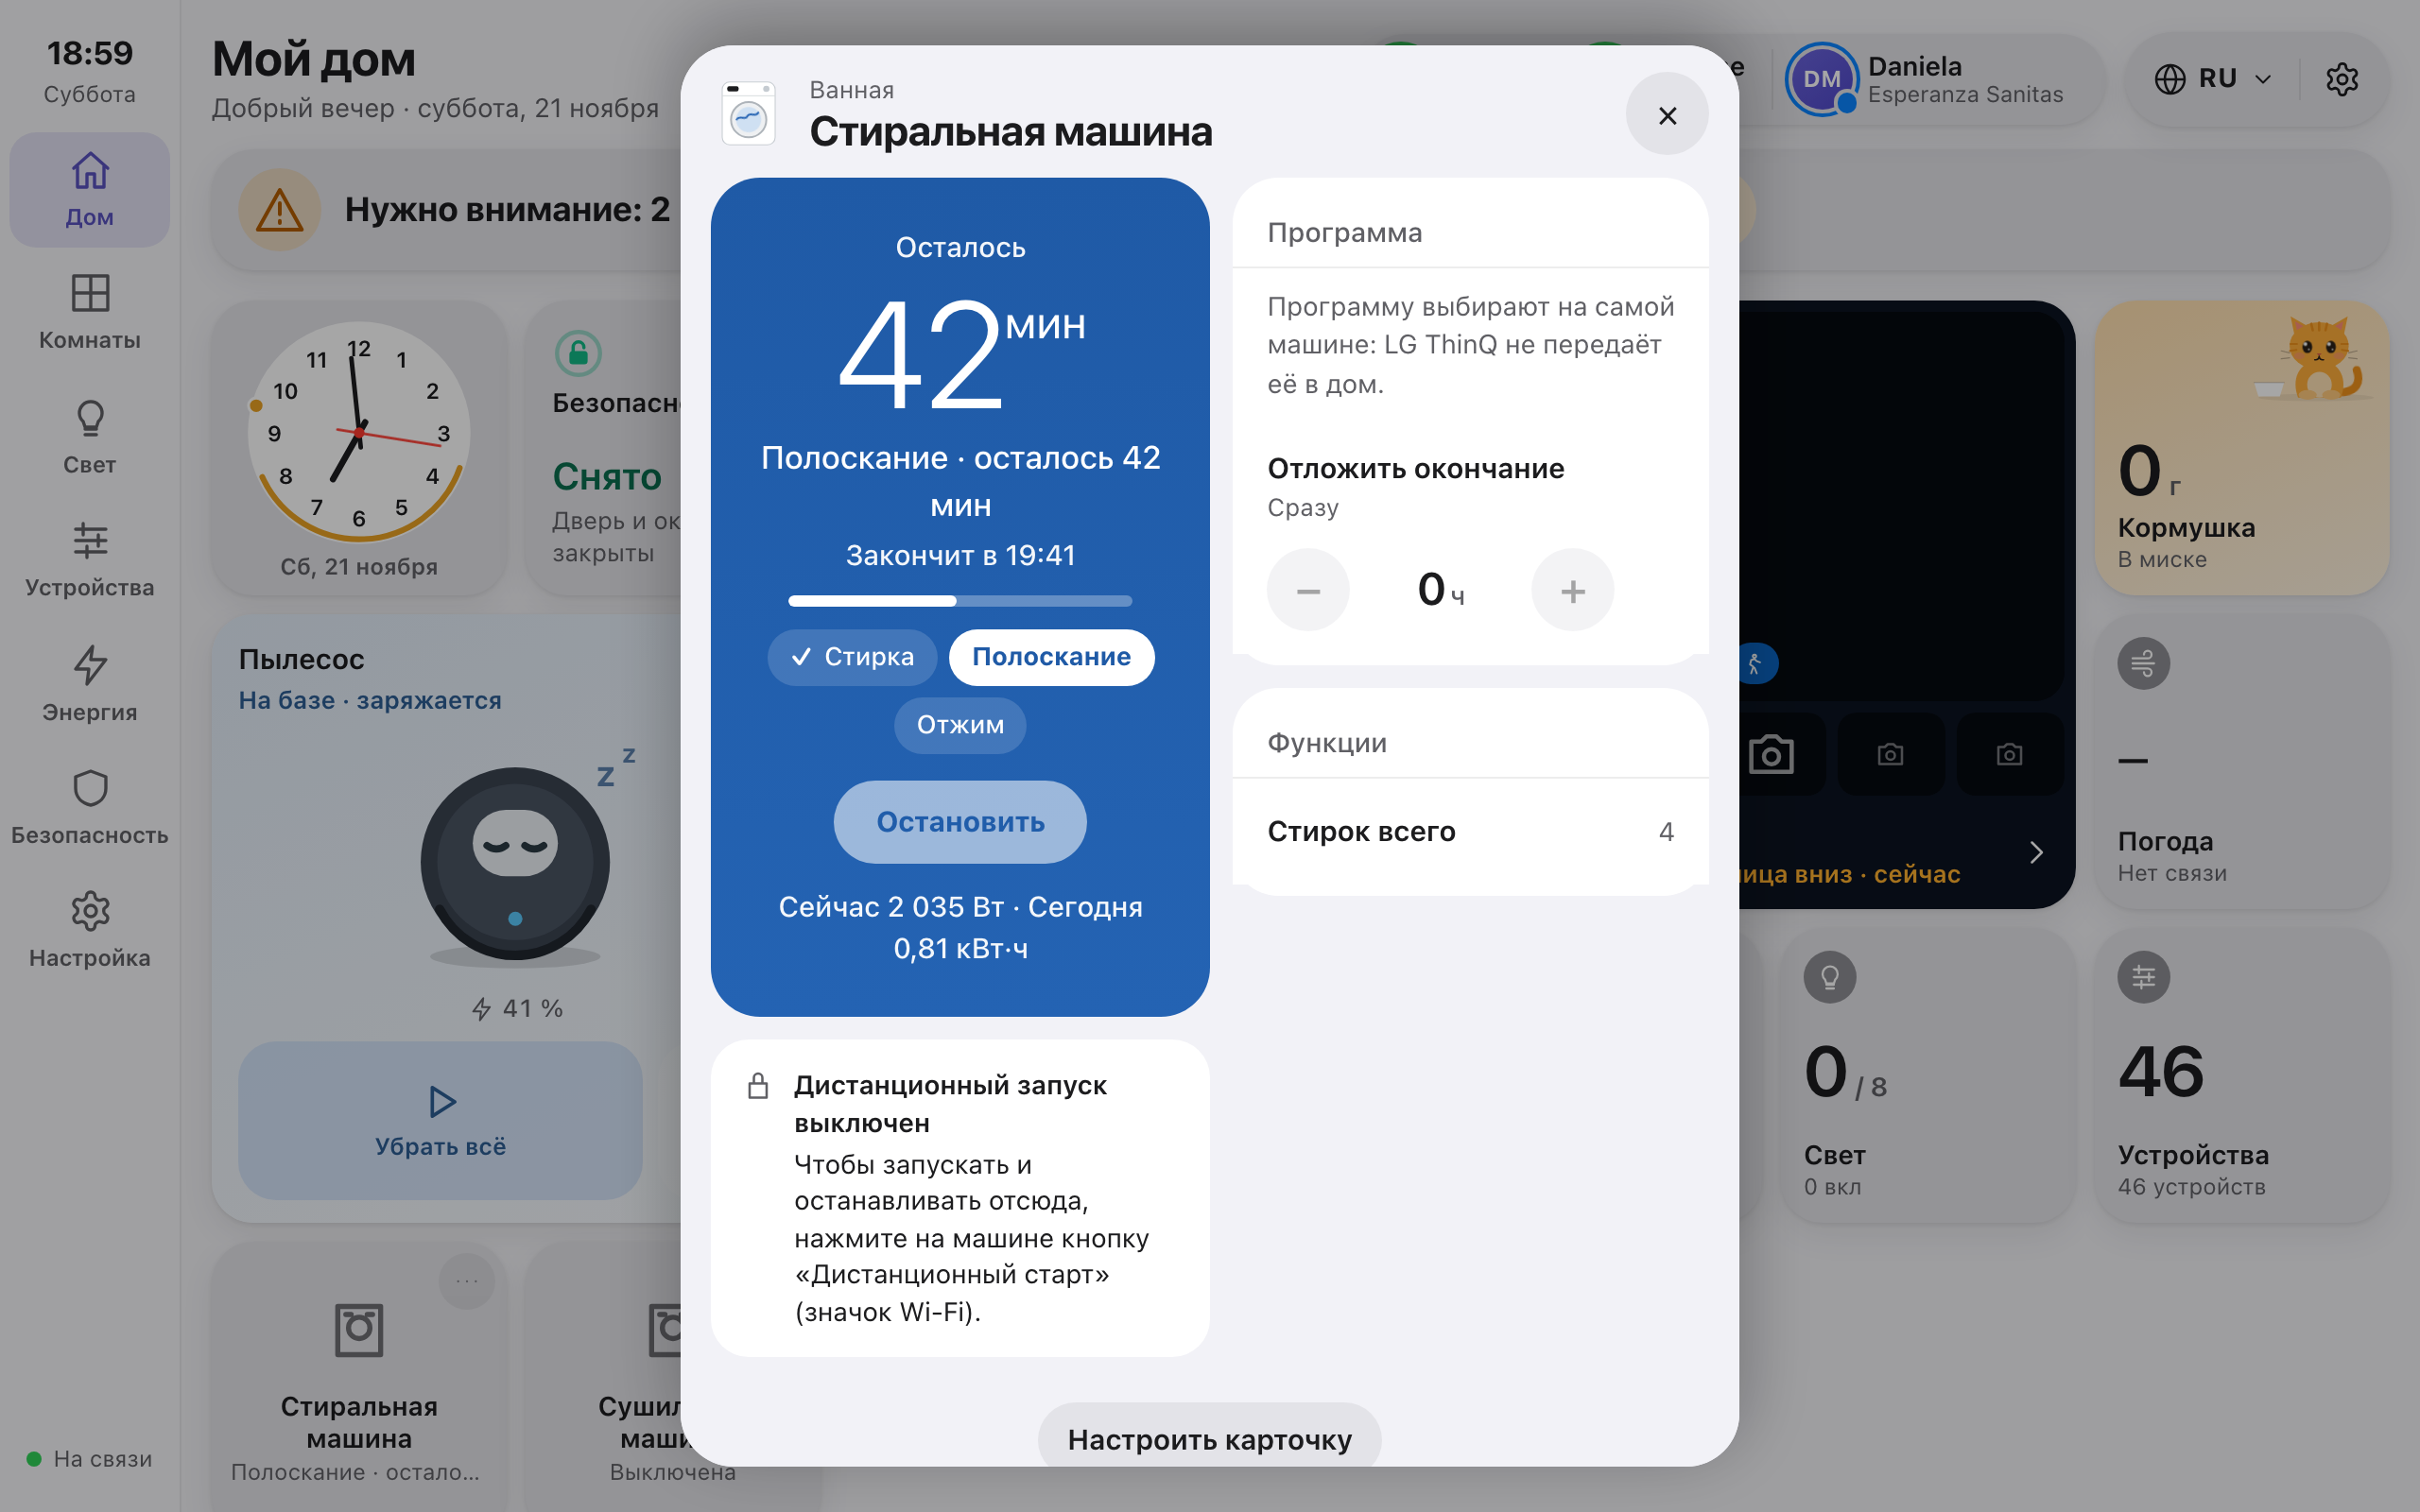 18:59
Суббота
Дом
Комнаты
Свет
Устройства
Энергия
Безопасность
Настройка
На связи
Мой дом
Добрый вечер · суббота, 21 ноября
DM
Daniela
Esperanza Sanitas
RU
Нужно внимание: 2
12
1
2
3
4
5
6
7
8
9
10
11
Сб, 21 ноября
Снято
Дверь и ок
закрыты
Пылесос
На базе · заряжается
z
z
41 %
Убрать всё
Стиральная
машина
Полоскание · остало...
Выключена
Ванная
Стиральная машина
Осталось
42 мин
Полоскание · осталось 42
мин
Закончит в 19:41
Стирка
Полоскание
Отжим
Остановить
Сейчас 2 035 Вт · Сегодня
0,81 кВт·ч
Дистанционный запуск
выключен
Чтобы запускать и
останавливать отсюда,
нажмите на машине кнопку
«Дистанционный старт»
(значок Wi-Fi).
Программа
Программу выбирают на самой
машине: LG ThinQ не передаёт
её в дом.
Отложить окончание
Сразу
0 ч
Функции
Стирок всего
4
Настроить карточку
вниз · сейчас
0 г
Кормушка
В миске
–
Погода
Нет связи
0 / 8
Свет
0 вкл
46
Устройства
46 устройств